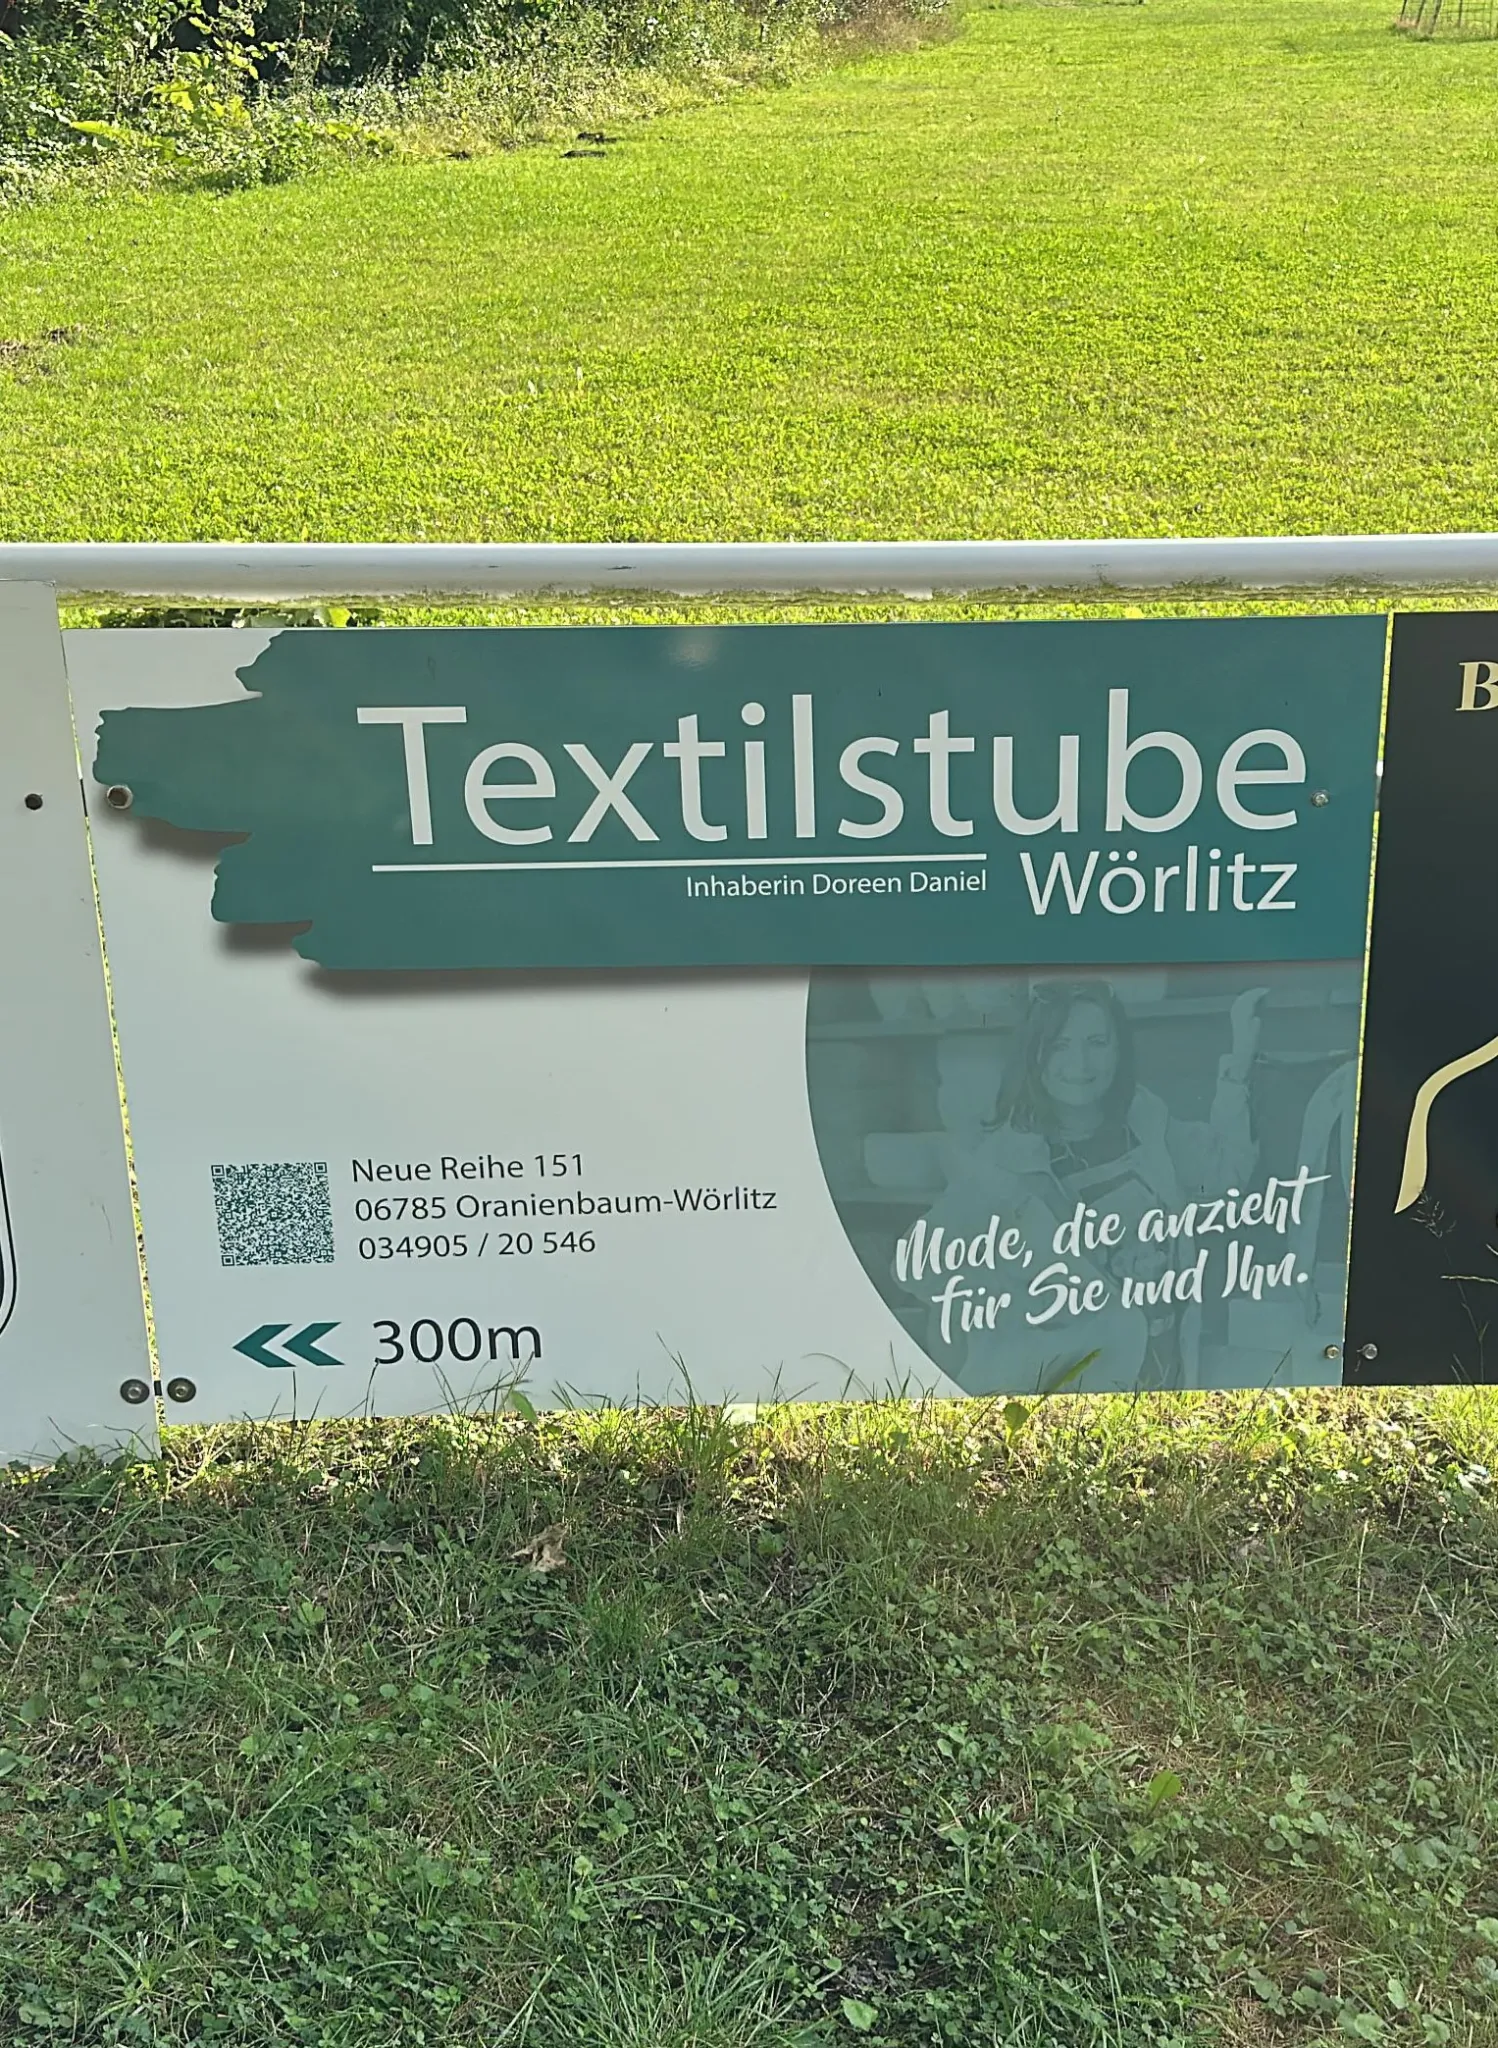 Textilstube
Inhaberin Doreen Daniel
Wörlitz
Neue Reihe 151
06785 Oranienbaum-Wörlitz
034905 / 20 546
300m
Mode, die anzieht
für Sie und Ihn.
B